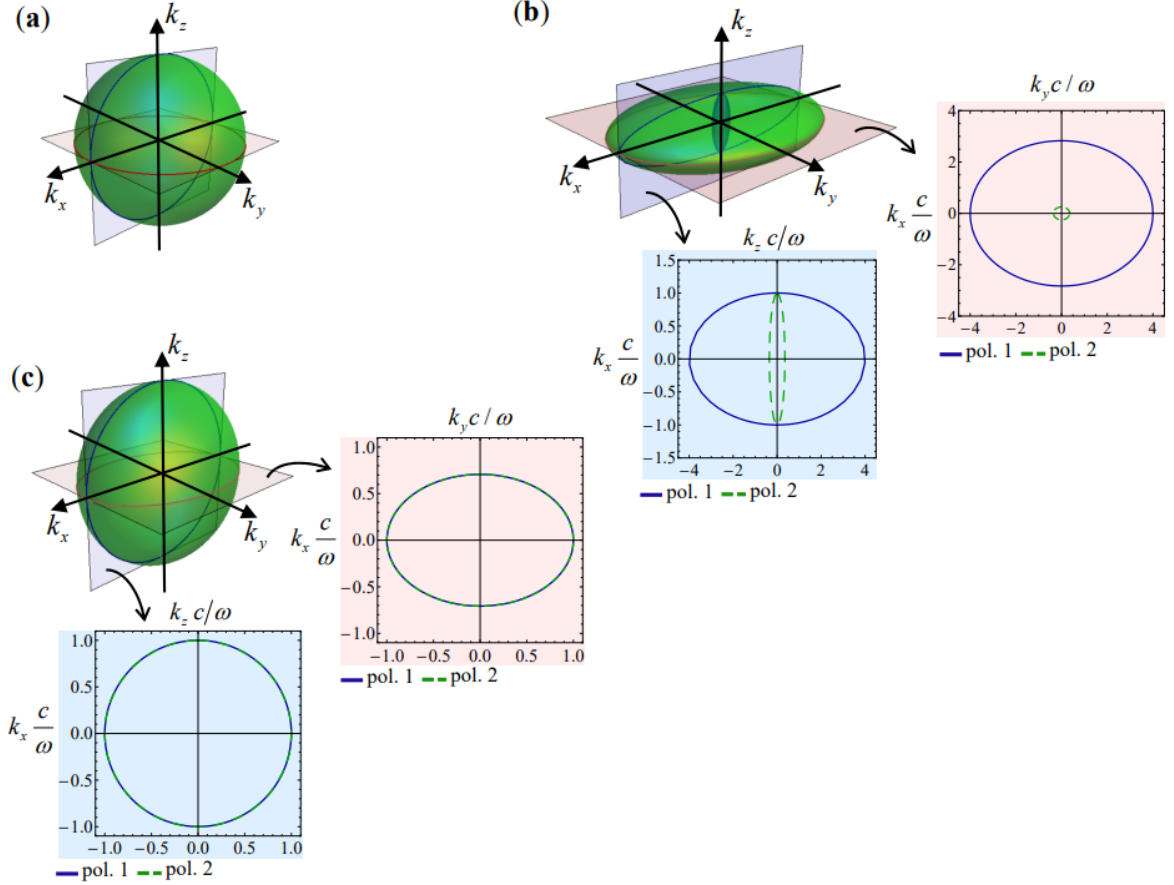 (a)
k_z
k_x
k_y
(b)
k_z
k_x
k_y
k_y c / ω
4
2
0
−2
−4
k_x c/ω
−4 −2 0 2 4
pol. 1 pol. 2
k_z c/ω
1.5
1.0
0.5
0.0
−0.5
−1.0
−1.5
k_x c/ω
−4 −2 0 2 4
pol. 1 pol. 2
(c)
k_z
k_x
k_y
k_y c / ω
1.0
0.5
0.0
−0.5
−1.0
k_x c/ω
−1.0 −0.5 0.0 0.5 1.0
pol. 1 pol. 2
k_z c/ω
1.0
0.5
0.0
−0.5
−1.0
k_x c/ω
−1.0 −0.5 0.0 0.5 1.0
pol. 1 pol. 2